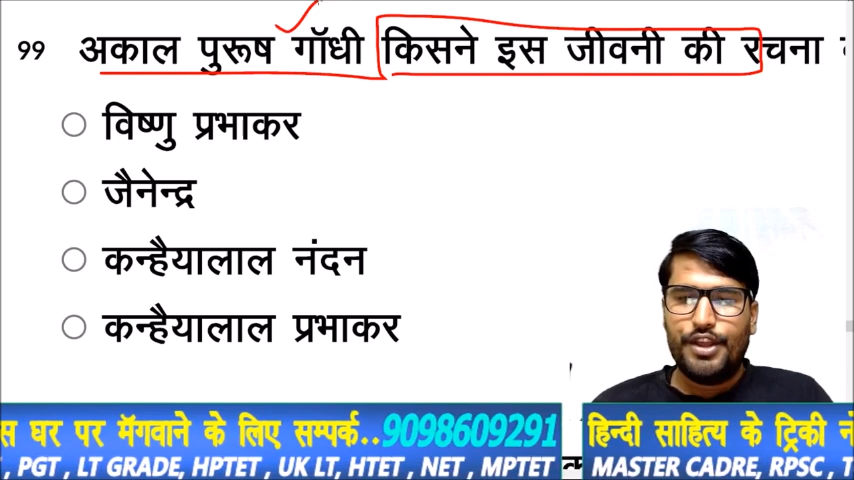 99 अकाल पुरूष गॉधी किसने इस जीवनी की रचना
विष्णु प्रभाकर
जैनेन्द्र
कन्हैयालाल नंदन
कन्हैयालाल प्रभाकर
स घर पर मॅगवाने के लिए सम्पर्क..9098609291
, PGT , LT GRADE, HPTET , UK LT, HTET , NET , MPTET
हिन्दी साहित्य के ट्रिकी नो
MASTER CADRE, RPSC , T